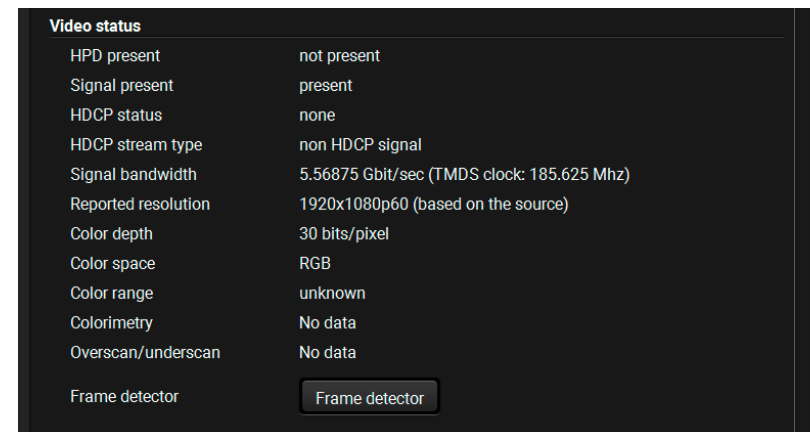 Video status
HPD present not present
Signal present present
HDCP status none
HDCP stream type non HDCP signal
Signal bandwidth 5.56875 Gbit/sec (TMDS clock: 185.625 Mhz)
Reported resolution 1920x1080p60 (based on the source)
Color depth 30 bits/pixel
Color space RGB
Color range unknown
Colorimetry No data
Overscan/underscan No data
Frame detector Frame detector